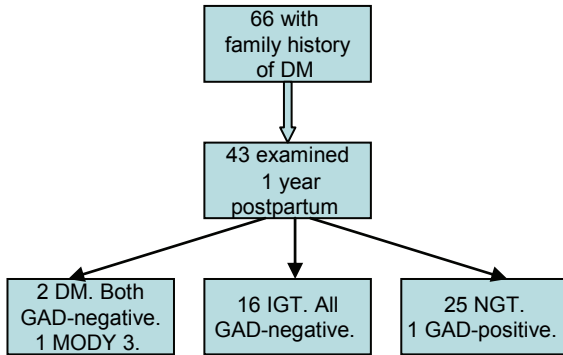 66 with
family history
of DM
43 examined
1 year
postpartum
2 DM. Both
GAD-negative.
1 MODY 3.
16 IGT. All
GAD-negative.
25 NGT.
1 GAD-positive.